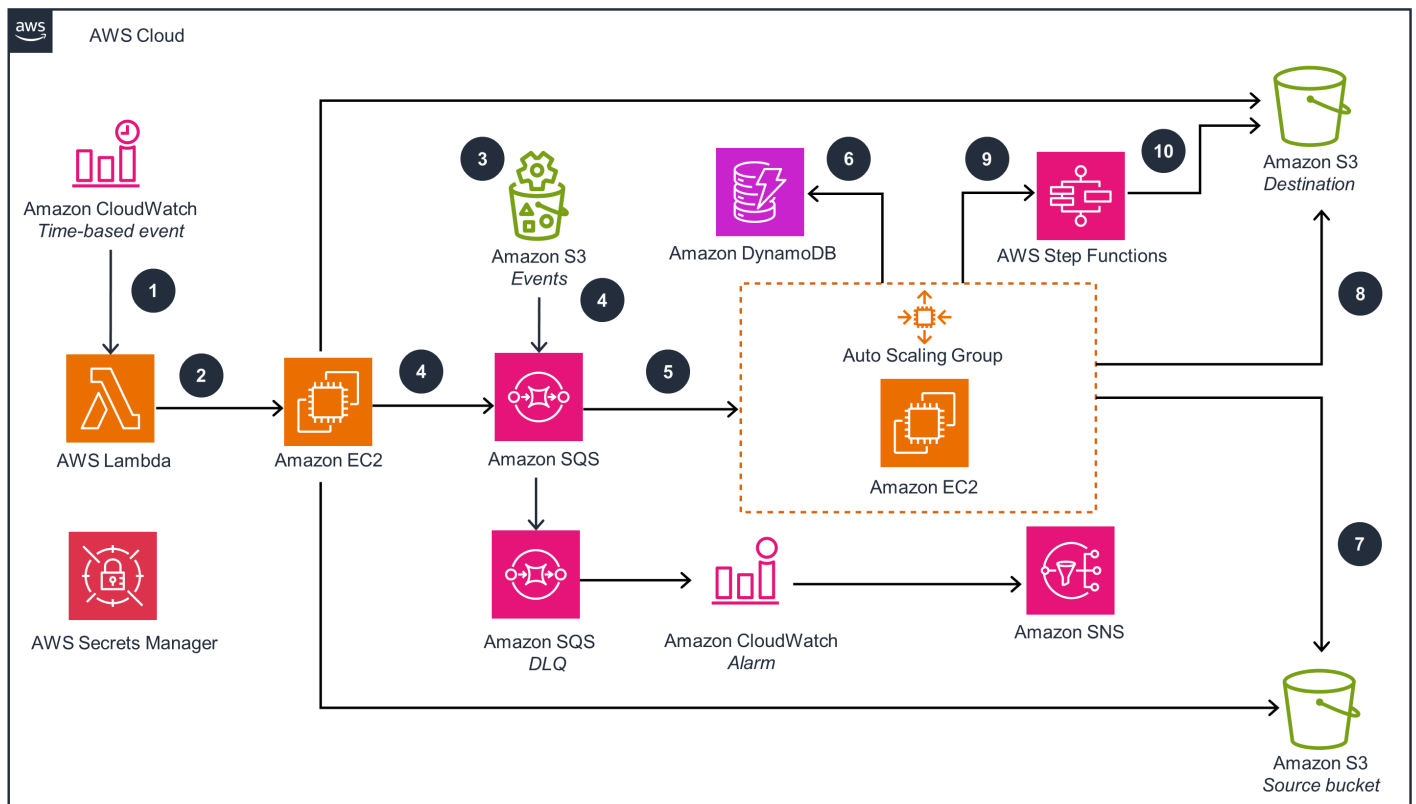 aws
AWS Cloud
Amazon CloudWatch
Time-based event
1
AWS Lambda
2
Amazon EC2
4
3
Amazon S3
Events
4
Amazon SQS
5
Amazon DynamoDB
6
9
AWS Step Functions
10
Amazon S3
Destination
Auto Scaling Group
Amazon EC2
8
7
AWS Secrets Manager
Amazon SQS
DLQ
Amazon CloudWatch
Alarm
Amazon SNS
Amazon S3
Source bucket